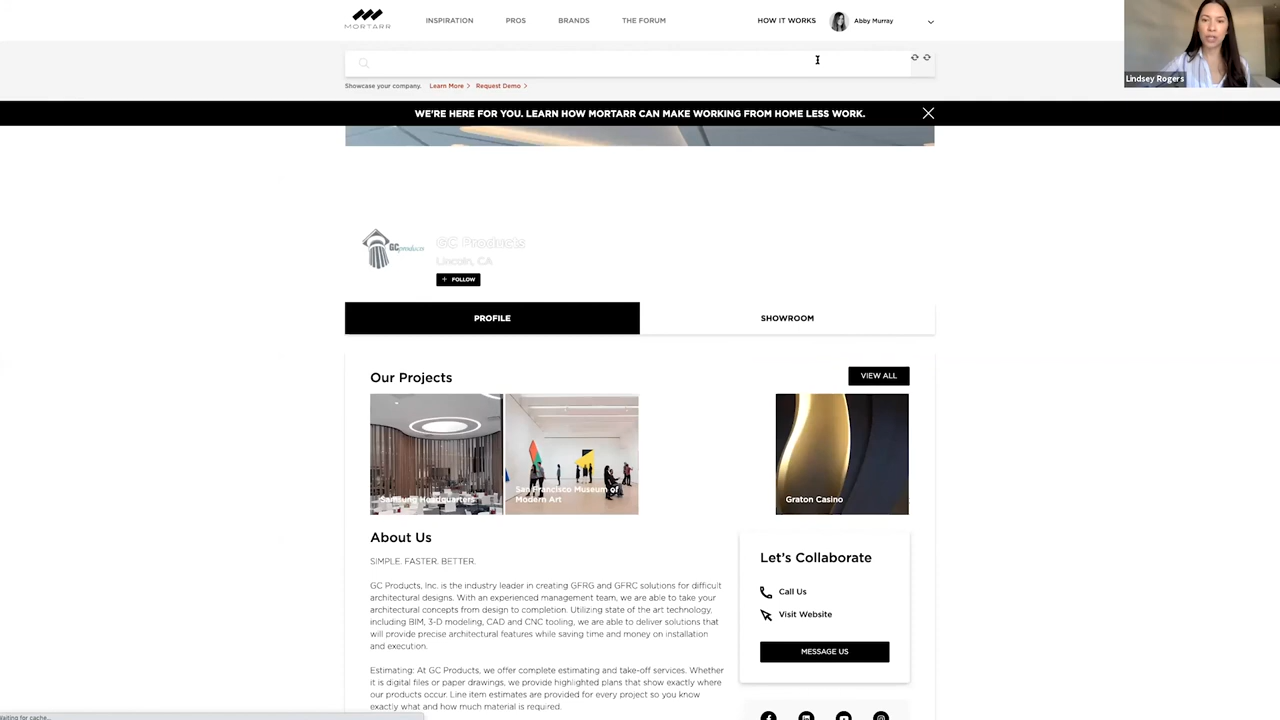 MORTARR
INSPIRATION
PROS
BRANDS
THE FORUM
HOW IT WORKS
Abby Murray
Lindsey Rogers
Showcase your company. Learn More > Request Demo >
WE'RE HERE FOR YOU. LEARN HOW MORTARR CAN MAKE WORKING FROM HOME LESS WORK.
GCproducts
GC Products
Lincoln, CA
+ FOLLOW
PROFILE
SHOWROOM
Our Projects
VIEW ALL
Samsung Headquarters
San Francisco Museum of
Modern Art
Graton Casino
About Us
SIMPLE. FASTER. BETTER.
GC Products, Inc. is the industry leader in creating GFRG and GFRC solutions for difficult
architectural designs. With an experienced management team, we are able to take your
architectural concepts from design to completion. Utilizing state of the art technology,
including BIM, 3-D modeling, CAD and CNC tooling, we are able to deliver solutions that
will provide precise architectural features while saving time and money on installation
and execution.
Estimating: At GC Products, we offer complete estimating and take-off services. Whether
it is digital files or paper drawings, we provide highlighted plans that show exactly where
our products occur. Line item estimates are provided for every project so you know
exactly what and how much material is required.
Let's Collaborate
Call Us
Visit Website
MESSAGE US
Waiting for cache...